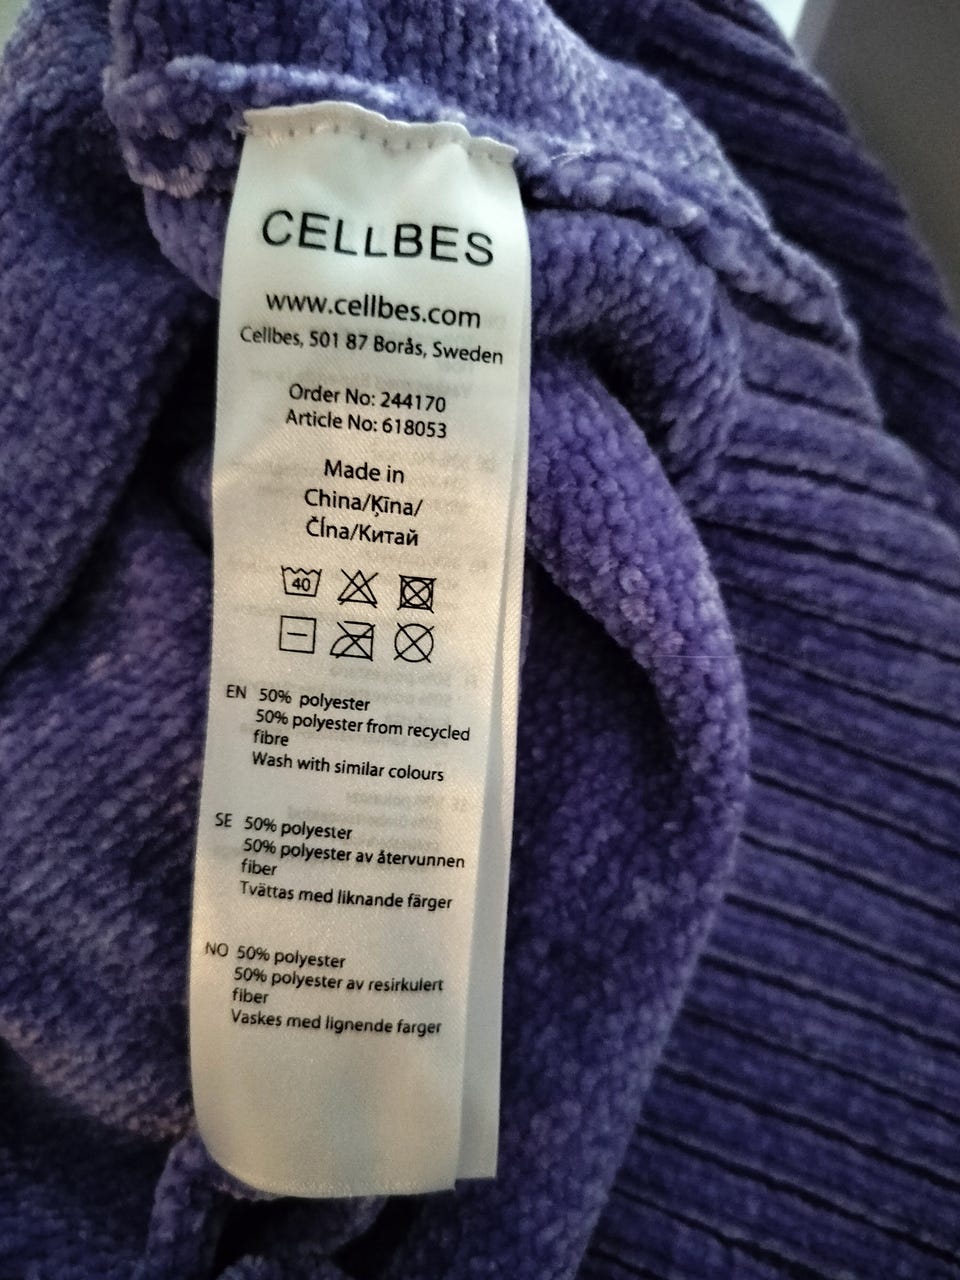 CELLBES
www.cellbes.com
Cellbes, 501 87 Borås, Sweden
Order No: 244170
Article No: 618053
Made in
China/Ķīna/
Čĺna/Китай
40
EN 50% polyester
50% polyester from recycled
fibre
Wash with similar colours
SE 50% polyester
50% polyester av återvunnen
fiber
Tvättas med liknande färger
NO 50% polyester
50% polyester av resirkulert
fiber
Vaskes med lignende farger